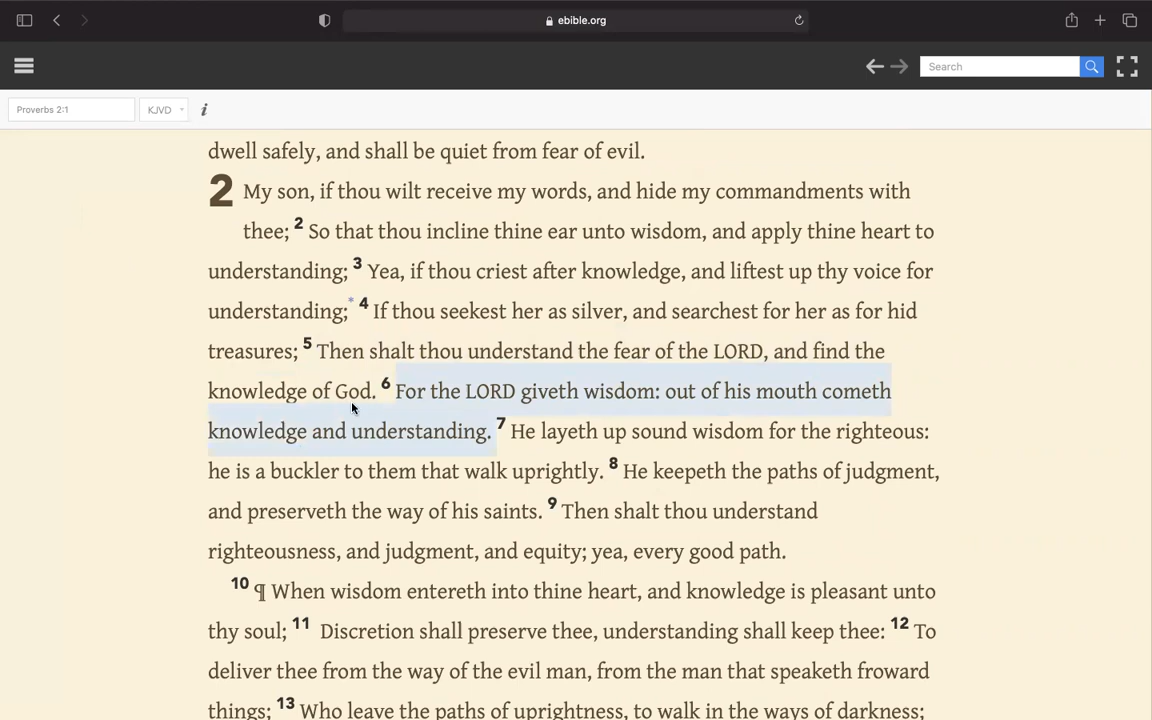 ebible.org
Search
Proverbs 2:1
KJVD
i
dwell safely, and shall be quiet from fear of evil.
2 My son, if thou wilt receive my words, and hide my commandments with
thee; 2 So that thou incline thine ear unto wisdom, and apply thine heart to
understanding; 3 Yea, if thou criest after knowledge, and liftest up thy voice for
understanding;* 4 If thou seekest her as silver, and searchest for her as for hid
treasures; 5 Then shalt thou understand the fear of the LORD, and find the
knowledge of God. 6 For the LORD giveth wisdom: out of his mouth cometh
knowledge and understanding. 7 He layeth up sound wisdom for the righteous:
he is a buckler to them that walk uprightly. 8 He keepeth the paths of judgment,
and preserveth the way of his saints. 9 Then shalt thou understand
righteousness, and judgment, and equity; yea, every good path.
10 ¶ When wisdom entereth into thine heart, and knowledge is pleasant unto
thy soul; 11 Discretion shall preserve thee, understanding shall keep thee: 12 To
deliver thee from the way of the evil man, from the man that speaketh froward
things; 13 Who leave the paths of uprightness, to walk in the ways of darkness;